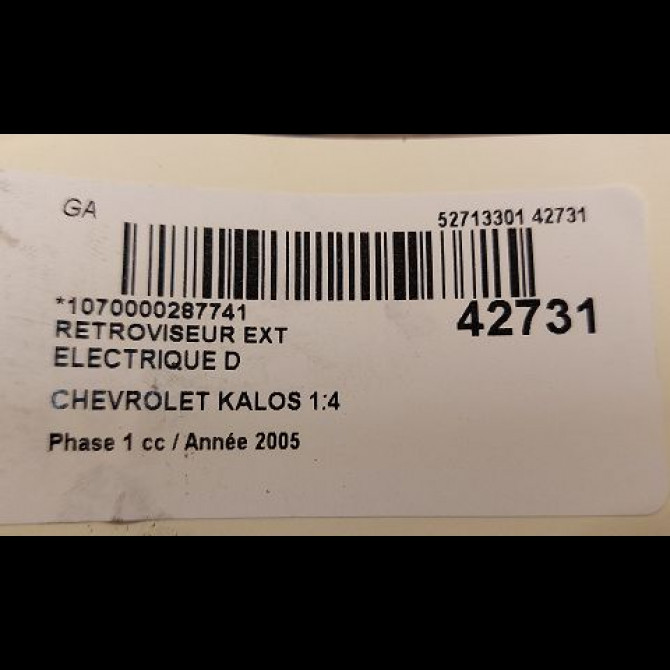 GA
52713301 42731
*1070000287741
42731
RETROVISEUR EXT
ELECTRIQUE D
CHEVROLET KALOS 1:4
Phase 1 cc / Année 2005